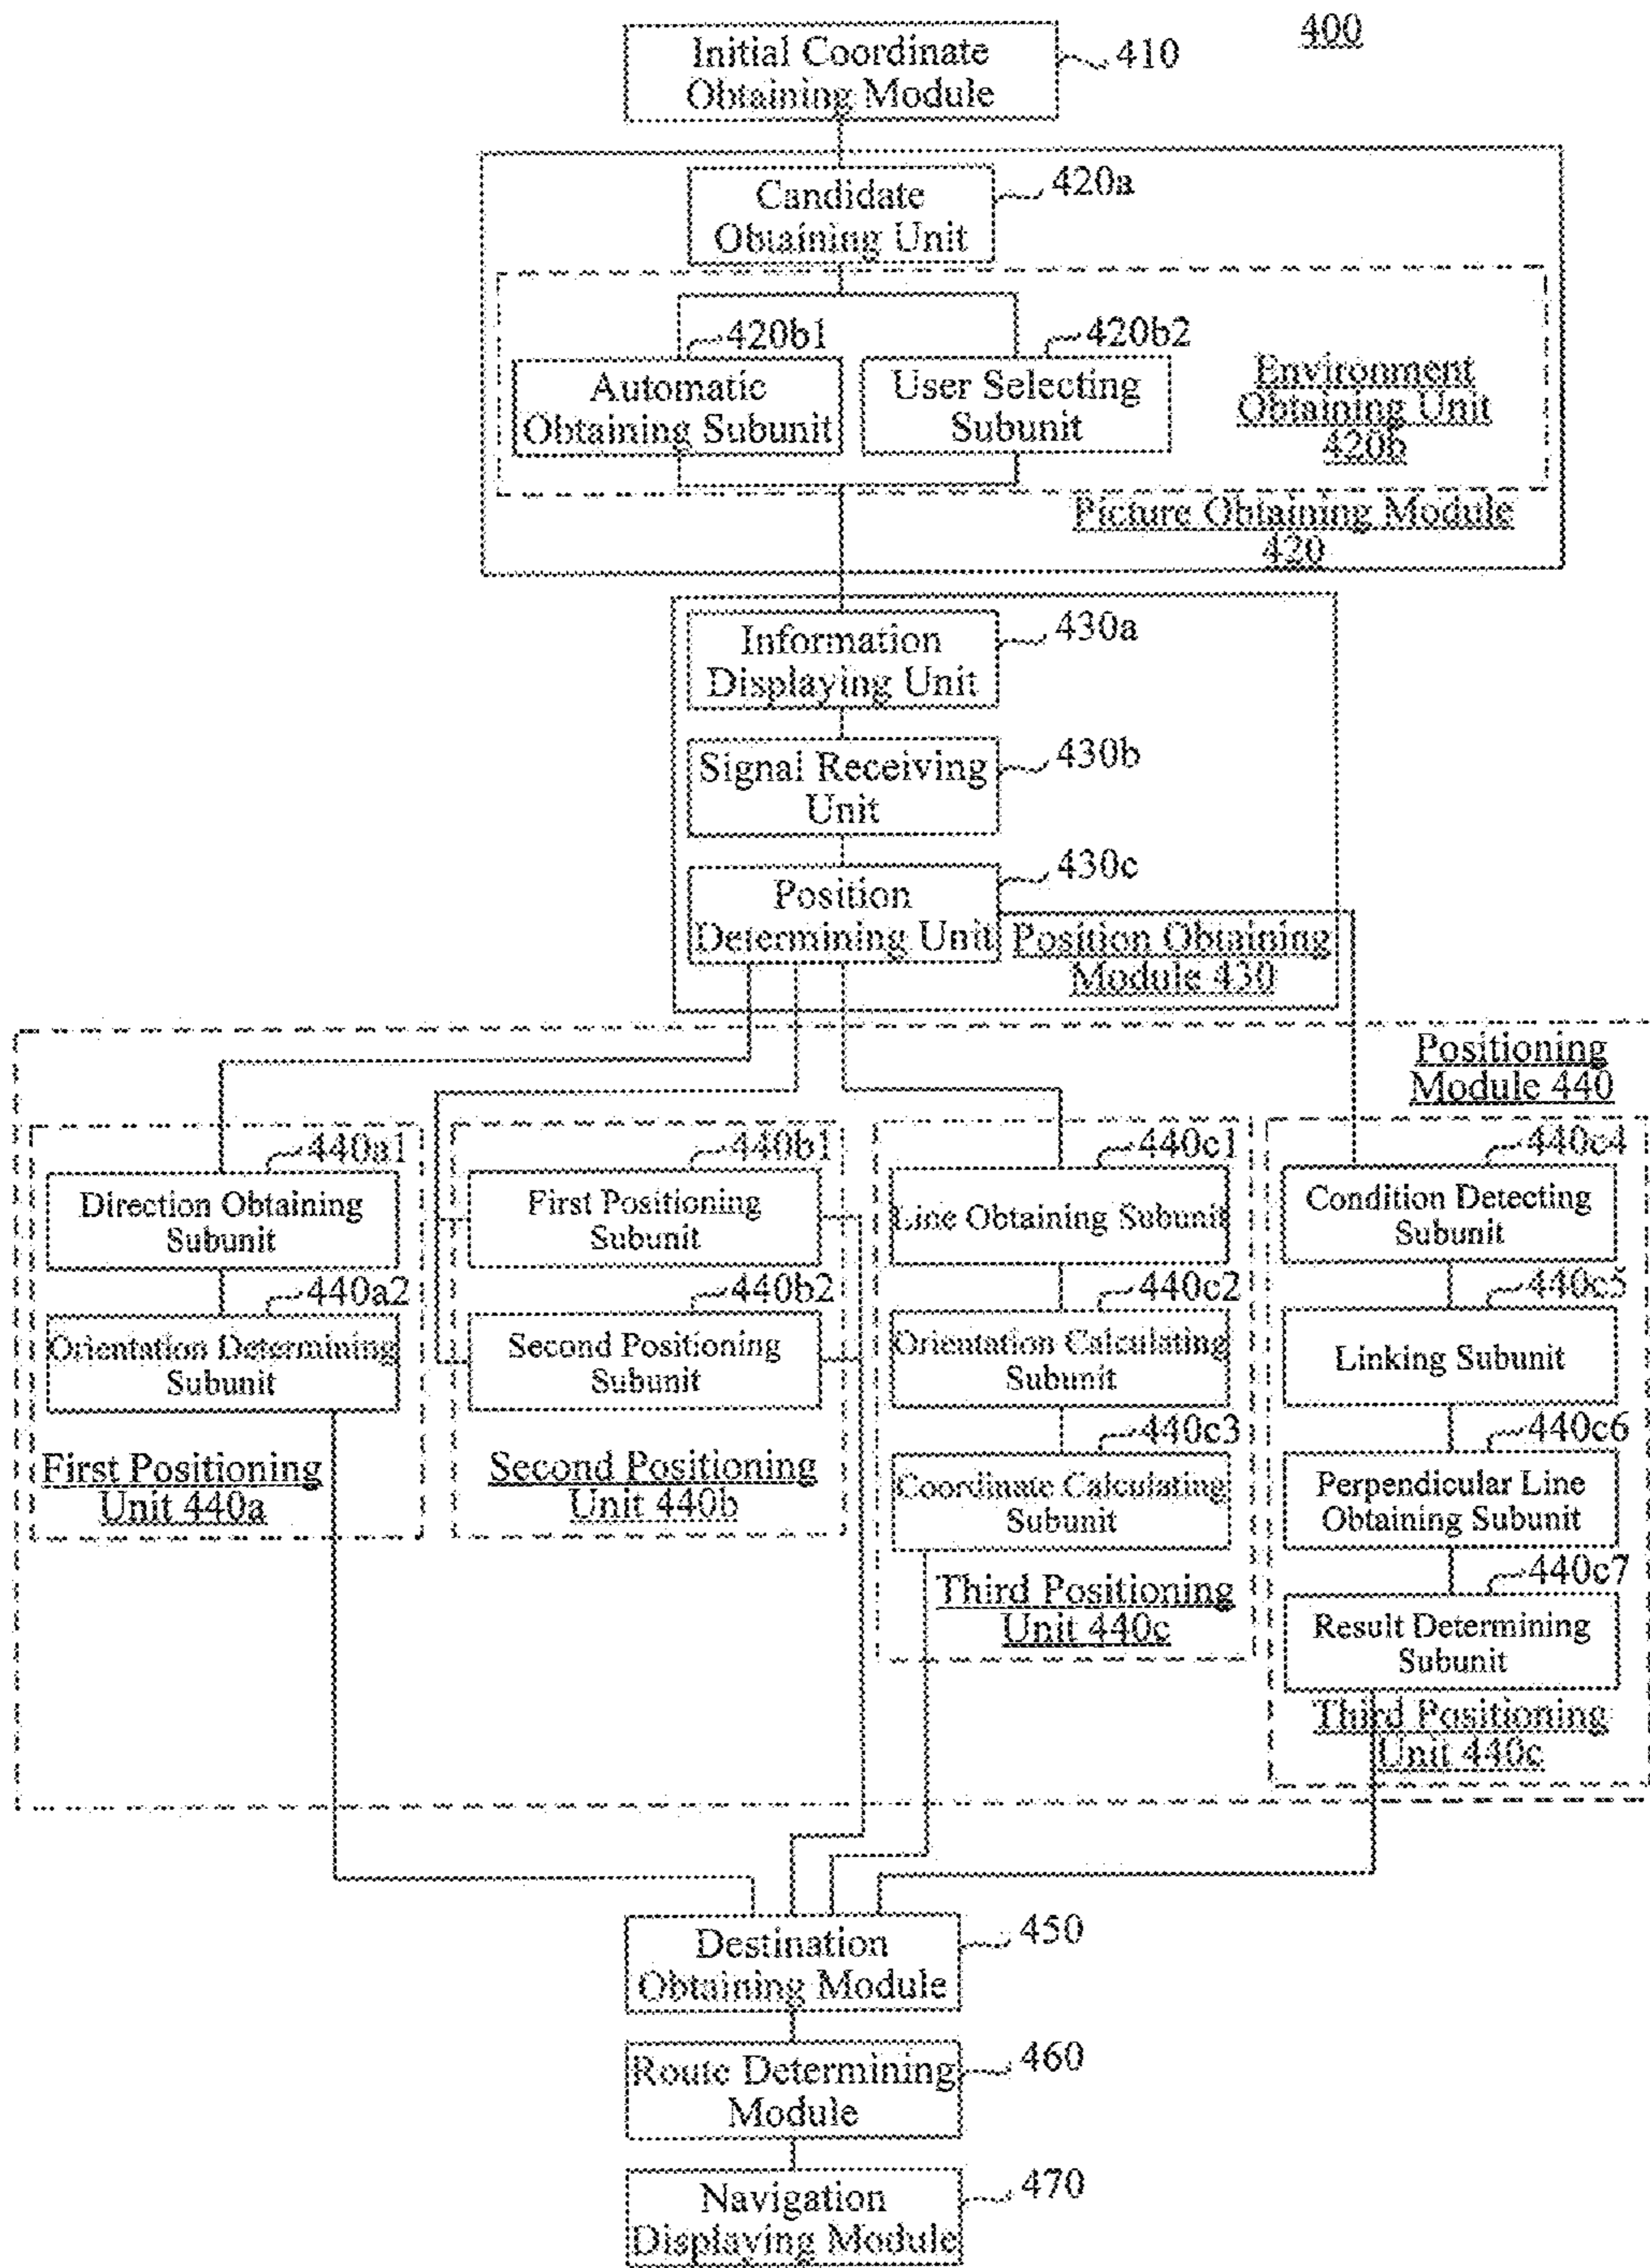 400
Initial Coordinate
Obtaining Module
410
Candidate
Obtaining Unit
420a
420b1
420b2
Automatic
Obtaining Subunit
User Selecting
Subunit
Environment
Obtaining Unit
420b
Picture Obtaining Module
420
Information
Displaying Unit
430a
Signal Receiving
Unit
430b
Position
Determining Unit
430c
Position Obtaining
Module 430
Positioning
Module 440
440a1
Direction Obtaining
Subunit
440a2
Orientation Determining
Subunit
First Positioning
Unit 440a
440b1
First Positioning
Subunit
440b2
Second Positioning
Subunit
Second Positioning
Unit 440b
440c1
Line Obtaining Subunit
440c2
Orientation Calculating
Subunit
440c3
Coordinate Calculating
Subunit
Third Positioning
Unit 440c
440c4
Condition Detecting
Subunit
440c5
Linking Subunit
440c6
Perpendicular Line
Obtaining Subunit
440c7
Result Determining
Subunit
Third Positioning
Unit 440c
Destination
Obtaining Module
450
Route Determining
Module
460
Navigation
Displaying Module
470